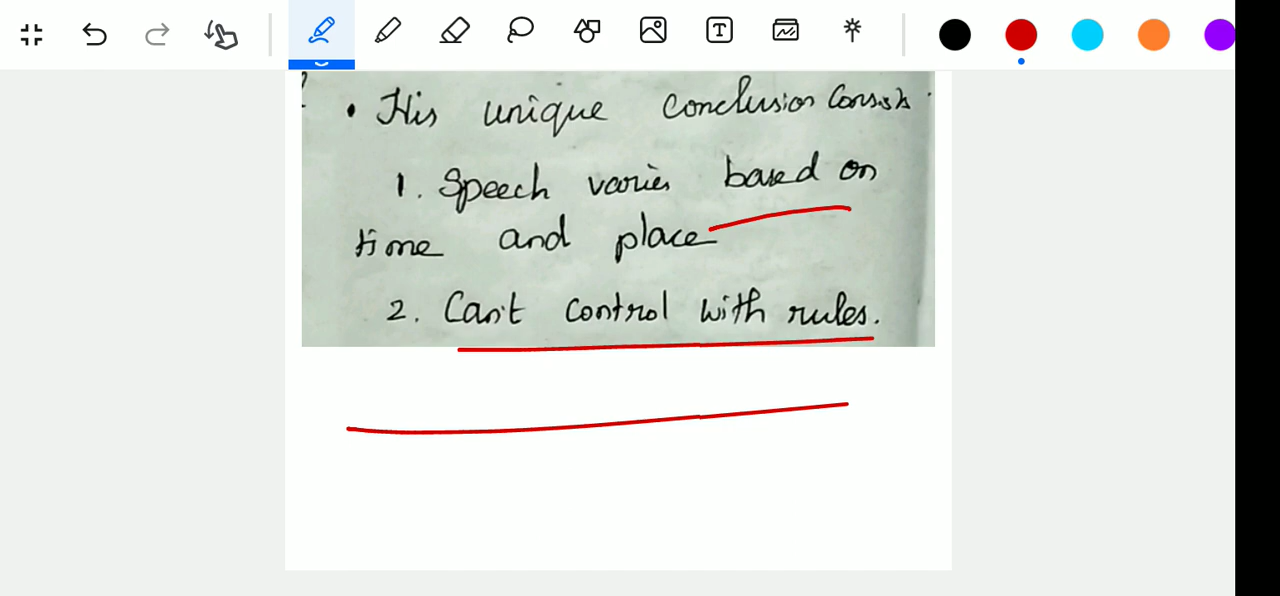 • His unique conclusion Consists
1. Speech varies based on
time and place
2. Can't control with rules.